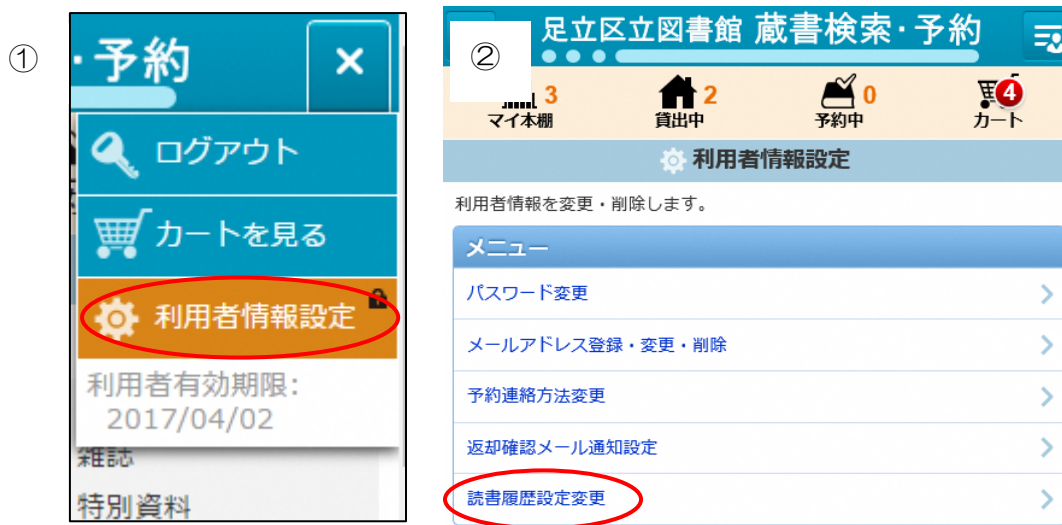 ①
・予約
×
ログアウト
カートを見る
利用者情報設定
利用者有効期限:
2017/04/02
雑誌
特別資料
②
足立区立図書館 蔵書検索・予約
3
マイ本棚
2
貸出中
0
予約中
4
カート
利用者情報設定
利用者情報を変更・削除します。
メニュー
パスワード変更
メールアドレス登録・変更・削除
予約連絡方法変更
返却確認メール通知設定
読書履歴設定変更